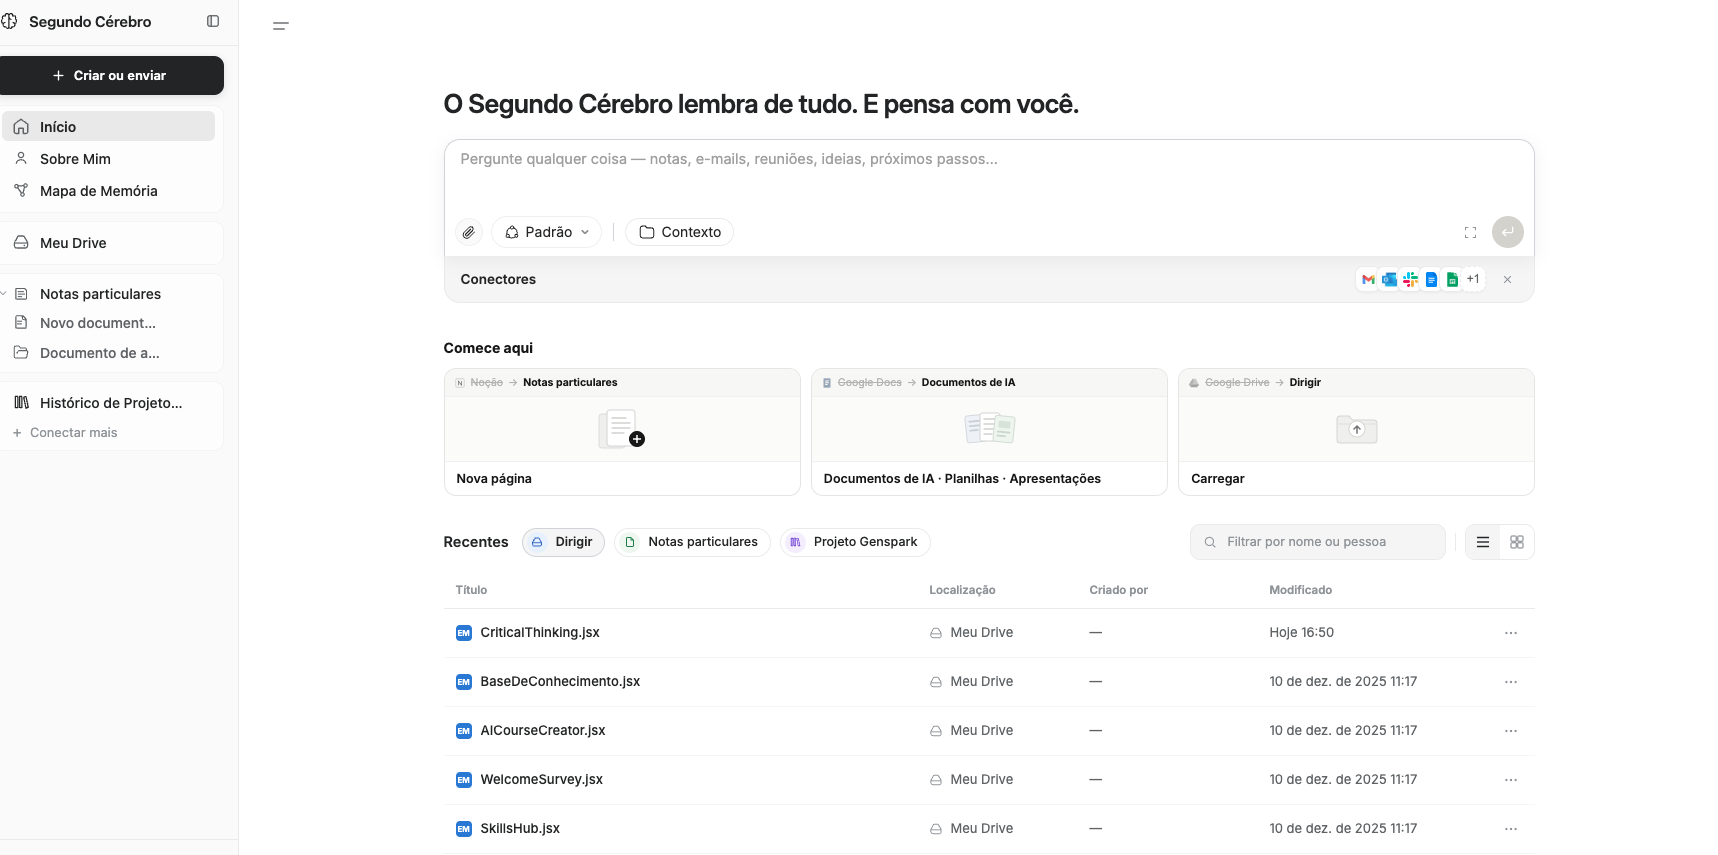 Segundo Cérebro
+ Criar ou enviar
Início
Sobre Mim
Mapa de Memória
Meu Drive
Notas particulares
Novo document...
Documento de a...
Histórico de Projeto...
+ Conectar mais
O Segundo Cérebro lembra de tudo. E pensa com você.
Pergunte qualquer coisa — notas, e-mails, reuniões, ideias, próximos passos...
Padrão
Contexto
Conectores
+1
Comece aqui
N Noção → Notas particulares
Nova página
Google Docs → Documentos de IA
Documentos de IA · Planilhas · Apresentações
Google Drive → Dirigir
Carregar
Recentes Dirigir Notas particulares Projeto Genspark
Filtrar por nome ou pessoa
Título Localização Criado por Modificado
EM CriticalThinking.jsx Meu Drive — Hoje 16:50 ...
EM BaseDeConhecimento.jsx Meu Drive — 10 de dez. de 2025 11:17 ...
EM AICourseCreator.jsx Meu Drive — 10 de dez. de 2025 11:17 ...
EM WelcomeSurvey.jsx Meu Drive — 10 de dez. de 2025 11:17 ...
EM SkillsHub.jsx Meu Drive — 10 de dez. de 2025 11:17 ...